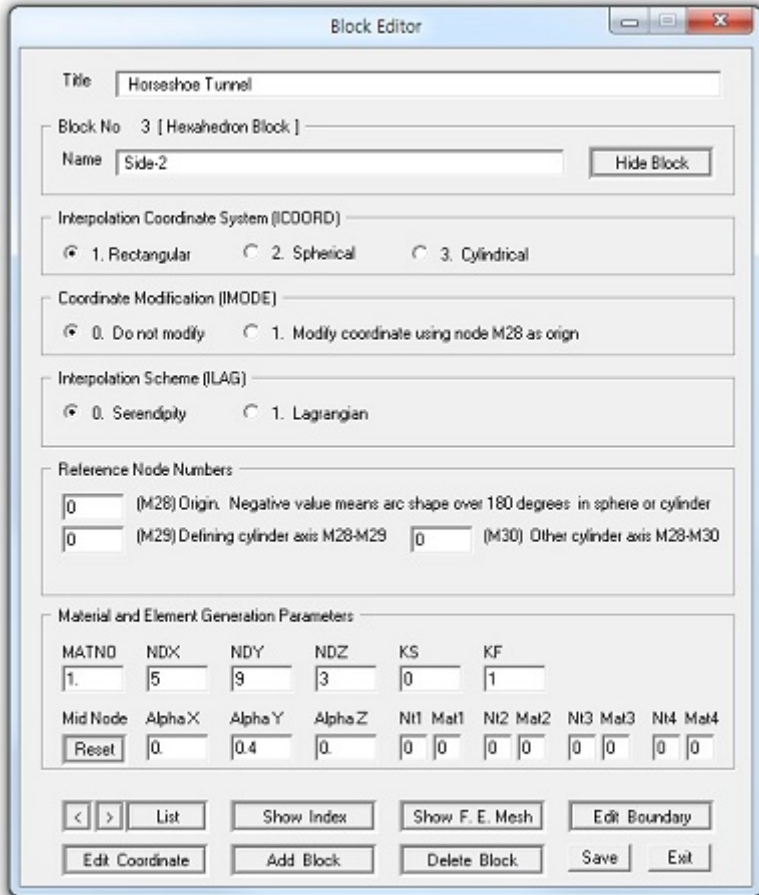 Block Editor
Title Horseshoe Tunnel
Block No 3 [ Hexahedron Block ]
Name Side-2 Hide Block
Interpolation Coordinate System (ICOORD)
1. Rectangular 2. Spherical 3. Cylindrical
Coordinate Modification (IMODE)
0. Do not modify 1. Modify coordinate using node M28 as orign
Interpolation Scheme (ILAG)
0. Serendipity 1. Lagrangian
Reference Node Numbers
0 (M28) Origin. Negative value means arc shape over 180 degrees in sphere or cylinder
0 (M29) Defining cylinder axis M28-M29 0 (M30) Other cylinder axis M28-M30
Material and Element Generation Parameters
MATNO NDX NDY NDZ KS KF
1. 5 9 3 0 1
Mid Node Alpha X Alpha Y Alpha Z Nt1 Mat1 Nt2 Mat2 Nt3 Mat3 Nt4 Mat4
Reset 0. 0.4 0. 0 0 0 0 0 0 0 0
< > List Show Index Show F. E. Mesh Edit Boundary
Edit Coordinate Add Block Delete Block Save Exit